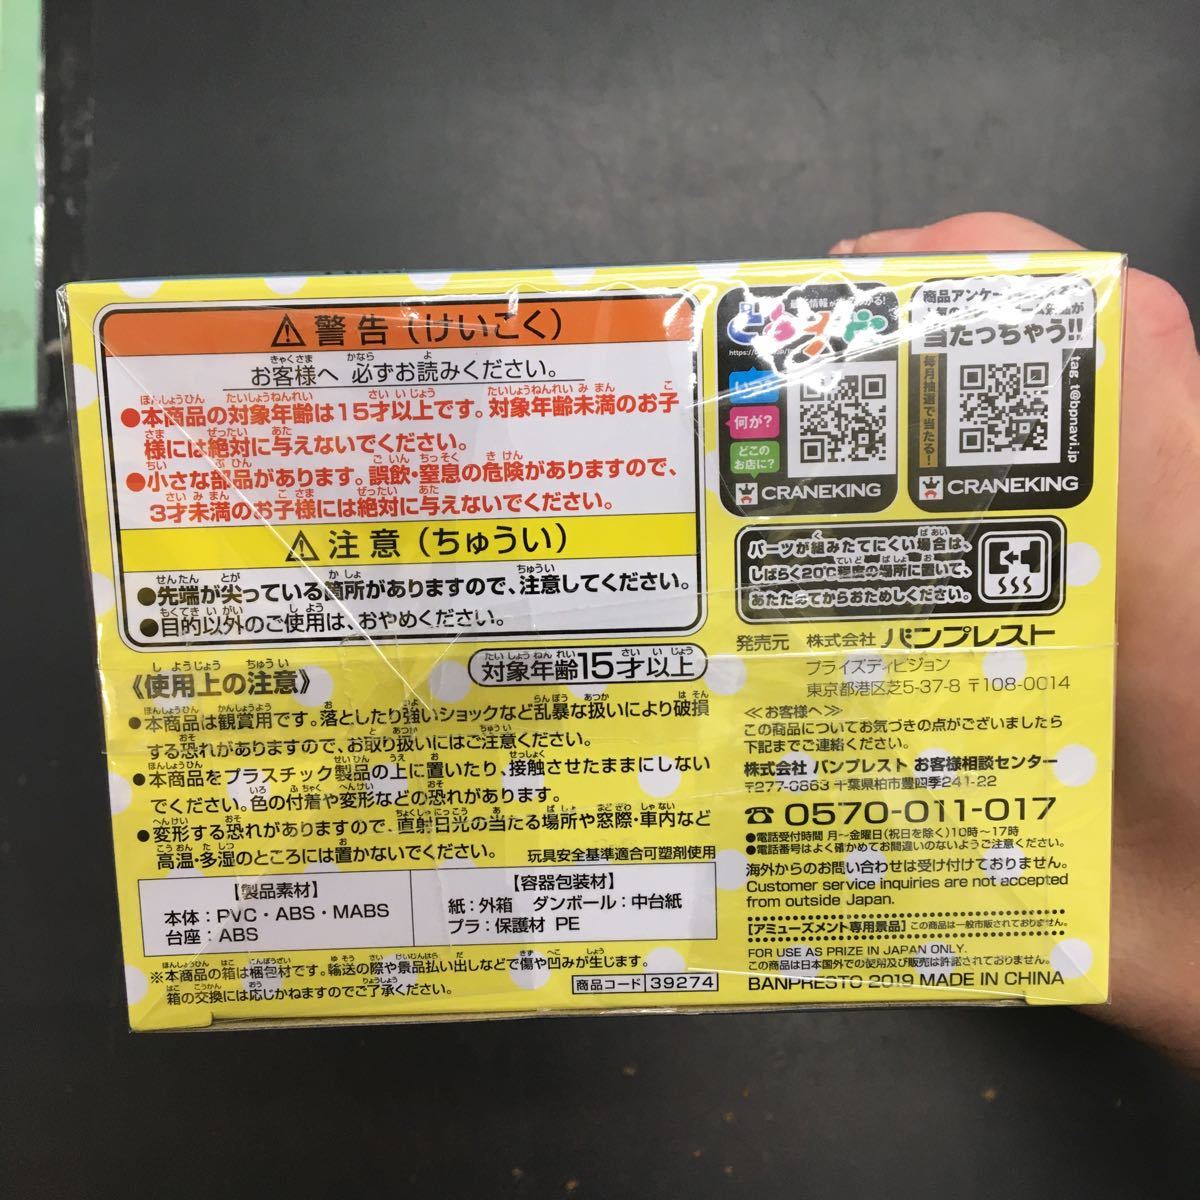 ⚠警告（けいこく）
お客様へ 必ずお読みください。
●本商品の対象年齢は15才以上です。対象年齢未満のお子
様には絶対に与えないでください。
●小さな部品があります。誤飲・窒息の危険がありますので、
3才未満のお子様には絶対に与えないでください。
⚠注意（ちゅうい）
●先端が尖っている箇所がありますので、注意してください。
●目的以外のご使用は、おやめください。
《使用上の注意》
対象年齢15才以上
●本商品は観賞用です。落としたり強いショックなど乱暴な扱いにより破損
する恐れがありますので、お取り扱いにはご注意ください。
●本商品をプラスチック製品の上に置いたり、接触させたままにしない
でください。色の付着や変形などの恐れがあります。
●変形する恐れがありますので、直射日光の当たる場所や窓際・車内など
高温・多湿のところには置かないでください。
玩具安全基準適合可塑剤使用
【製品素材】
本体：PVC・ABS・MABS
台座：ABS
【容器包装材】
紙：外箱 ダンボール：中台紙
プラ：保護材 PE
※本商品の箱は梱包材です。輸送の際や景品払い出しなどで傷や凹みが生じます。
箱の交換には応じかねますのでご了承ください。
商品コード 39274
いつ?
何が?
どこの
お店に?
CRANEKING
商品アンケート
当たっちゃう!!
毎月抽選で当たる!
tag_t@bpnavi.jp
CRANEKING
パーツが組みたてにくい場合は、
しばらく20℃程度の場所に置いて、
あたためてからおためしください。
発売元 株式会社 バンプレスト
プライズディビジョン
東京都港区芝5-37-8 〒108-0014
≪お客様へ≫
この商品についてお気づきの点がございましたら
下記までご連絡ください。
株式会社 バンプレスト お客様相談センター
〒277-0863 千葉県柏市豊四季241-22
☎0570-011-017
●電話受付時間 月〜金曜日(祝日を除く)10時〜17時
●電話番号はよく確かめてお間違いのないようご注意ください。
海外からのお問い合わせは受け付けておりません。
Customer service inquiries are not accepted
from outside Japan.
【アミューズメント専用景品】この商品は一般市販されておりません。
FOR USE AS PRIZE IN JAPAN ONLY.
この商品は日本国外での使用及び販売は許諾されておりません。
BANPRESTO 2019 MADE IN CHINA